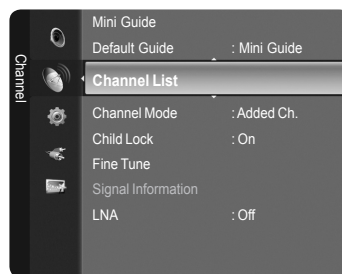 Channel
Mini Guide
Default Guide : Mini Guide
Channel List
Channel Mode : Added Ch.
Child Lock : On
Fine Tune
Signal Information
LNA : Off